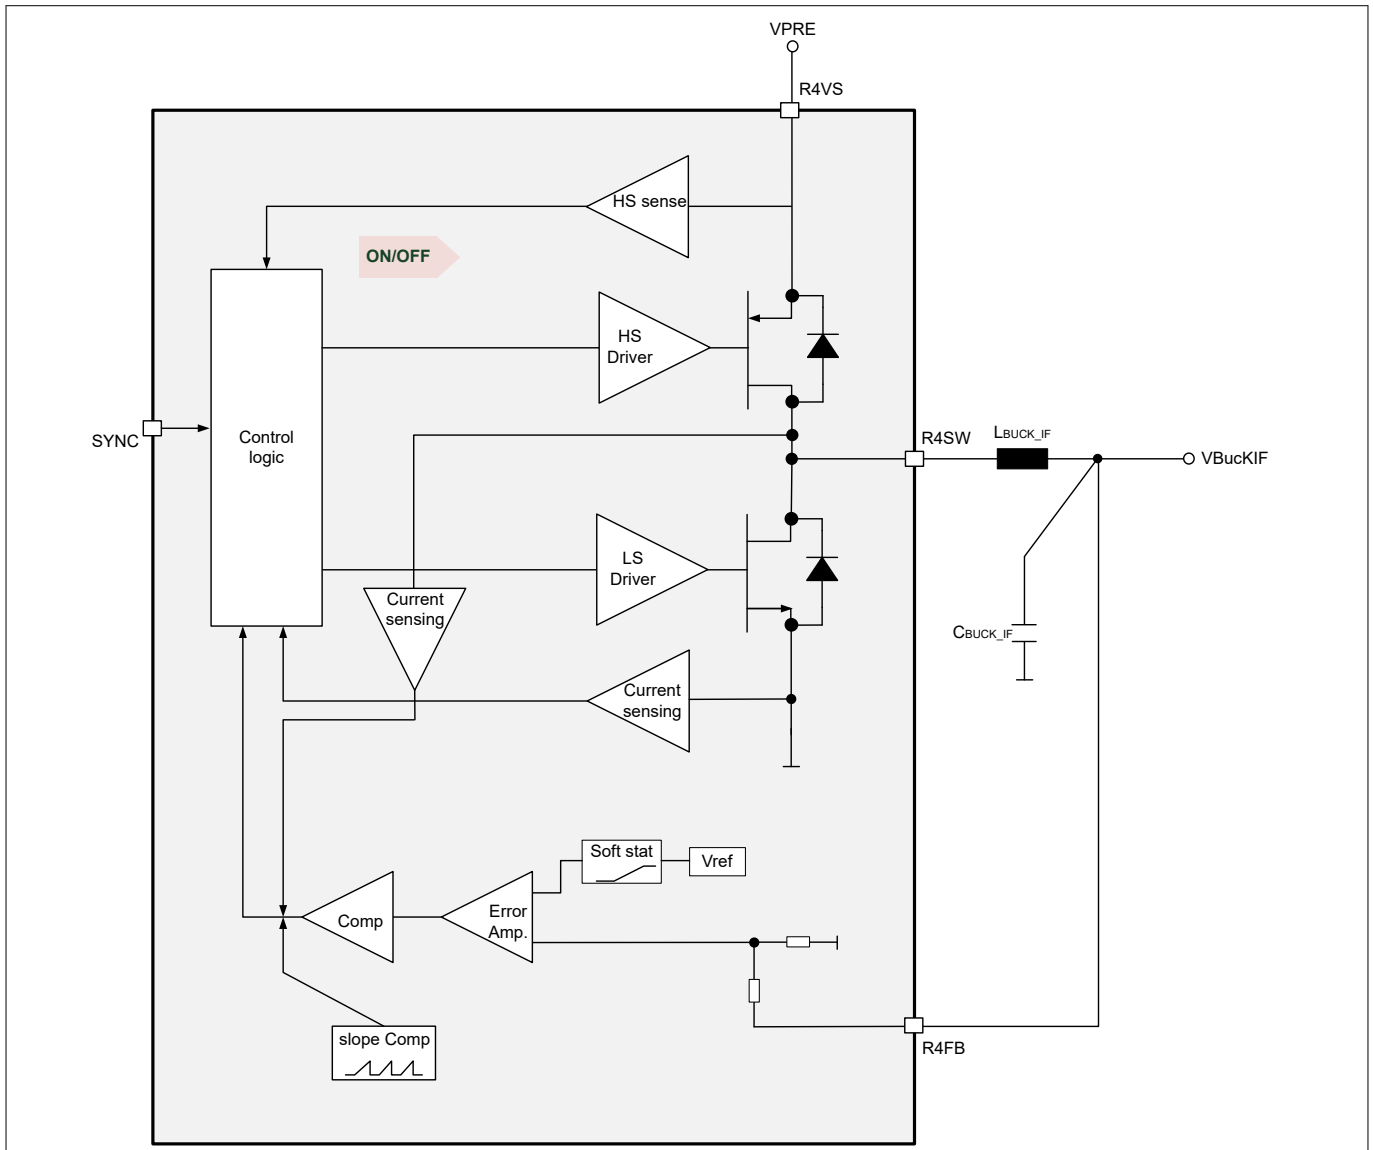 VPRE
R4VS
HS sense
ON/OFF
HS
Driver
Control
logic
SYNC
R4SW
LBUCK_IF
VBucKIF
LS
Driver
Current
sensing
CBUCK_IF
Current
sensing
Soft stat
Vref
Error
Amp.
Comp
slope Comp
R4FB